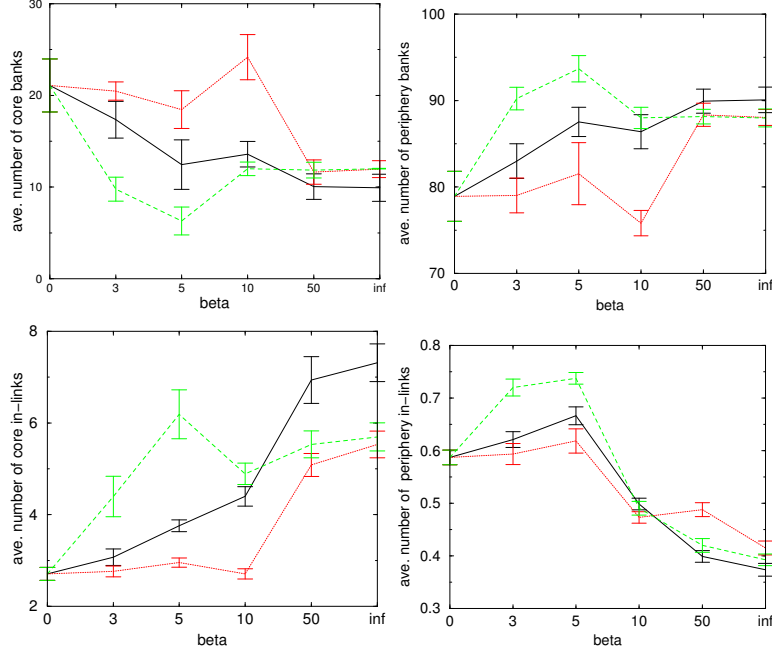 30
20
10
0
ave. number of core banks
0 3 5 10 50 inf
beta
100
90
80
70
ave. number of periphery banks
0 3 5 10 50 inf
beta
8
6
4
2
ave. number of core in-links
0 3 5 10 50 inf
beta
0.8
0.7
0.6
0.5
0.4
0.3
ave. number of periphery in-links
0 3 5 10 50 inf
beta